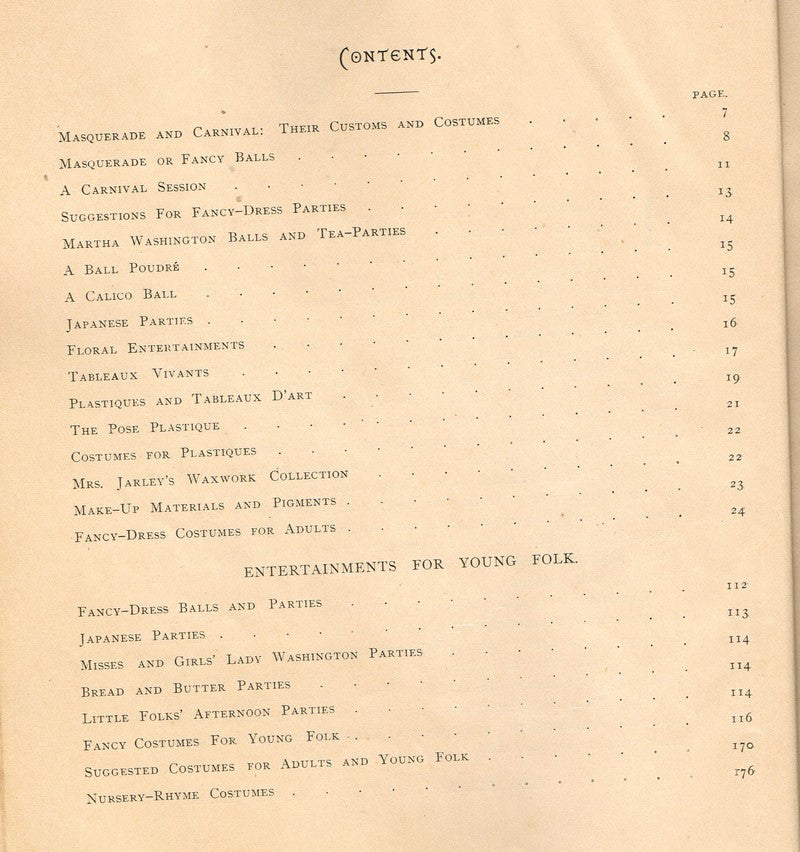 CONTENTS.
PAGE.
MASQUERADE AND CARNIVAL: THEIR CUSTOMS AND COSTUMES . . . . 7
MASQUERADE OR FANCY BALLS . . . . 8
A CARNIVAL SESSION . . . . 11
SUGGESTIONS FOR FANCY-DRESS PARTIES . . . . 13
MARTHA WASHINGTON BALLS AND TEA-PARTIES . . . . 14
A BALL POUDRÉ . . . . 15
A CALICO BALL . . . . 15
JAPANESE PARTIES . . . . 15
FLORAL ENTERTAINMENTS . . . . 16
TABLEAUX VIVANTS . . . . 17
PLASTIQUES AND TABLEAUX D'ART . . . . 19
THE POSE PLASTIQUE . . . . 21
COSTUMES FOR PLASTIQUES . . . . 22
MRS. JARLEY'S WAXWORK COLLECTION . . . . 22
MAKE-UP MATERIALS AND PIGMENTS . . . . 23
FANCY-DRESS COSTUMES FOR ADULTS . . . . 24
ENTERTAINMENTS FOR YOUNG FOLK.
FANCY-DRESS BALLS AND PARTIES . . . . 112
JAPANESE PARTIES . . . . 113
MISSES AND GIRLS' LADY WASHINGTON PARTIES . . . . 114
BREAD AND BUTTER PARTIES . . . . 114
LITTLE FOLKS' AFTERNOON PARTIES . . . . 114
FANCY COSTUMES FOR YOUNG FOLK . . . . 116
SUGGESTED COSTUMES FOR ADULTS AND YOUNG FOLK . . . . 170
NURSERY-RHYME COSTUMES . . . . 176